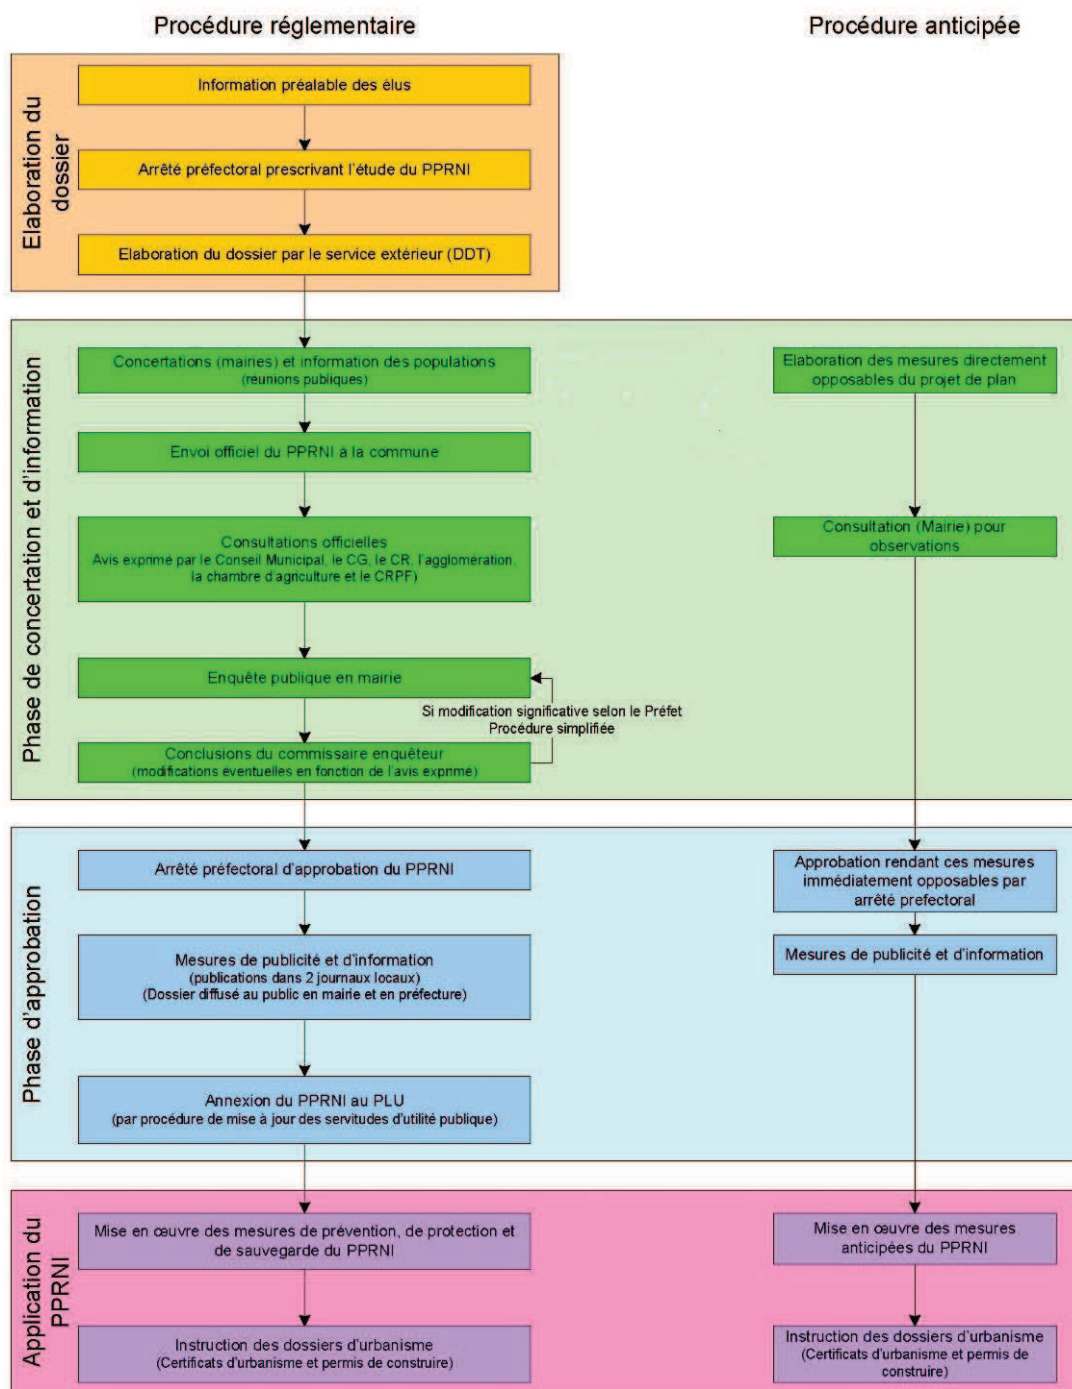 Procédure réglementaire
Procédure anticipée
Elaboration du
dossier
Information préalable des élus
Arrêté préfectoral prescrivant l'étude du PPRNI
Elaboration du dossier par le service extérieur (DDT)
Phase de concertation et d'information
Concertations (mairies) et information des populations
(réunions publiques)
Envoi officiel du PPRNI à la commune
Consultations officielles
Avis exprimé par le Conseil Municipal, le CG, le CR, l'agglomération,
la chambre d'agriculture et le CRPF)
Enquête publique en mairie
Si modification significative selon le Préfet
Procédure simplifiée
Conclusions du commissaire enquêteur
(modifications éventuelles en fonction de l'avis exprimé)
Elaboration des mesures directement
opposables du projet de plan
Consultation (Mairie) pour
observations
Phase d'approbation
Arrêté préfectoral d'approbation du PPRNI
Mesures de publicité et d'information
(publications dans 2 journaux locaux)
(Dossier diffusé au public en mairie et en préfecture)
Annexion du PPRNI au PLU
(par procédure de mise à jour des servitudes d'utilité publique)
Approbation rendant ces mesures
immédiatement opposables par
arrêté prefectoral
Mesures de publicité et d'information
Application du
PPRNI
Mise en œuvre des mesures de prévention, de protection et
de sauvegarde du PPRNI
Instruction des dossiers d'urbanisme
(Certificats d'urbanisme et permis de construire)
Mise en œuvre des mesures
anticipées du PPRNI
Instruction des dossiers d'urbanisme
(Certificats d'urbanisme et permis de
construire)